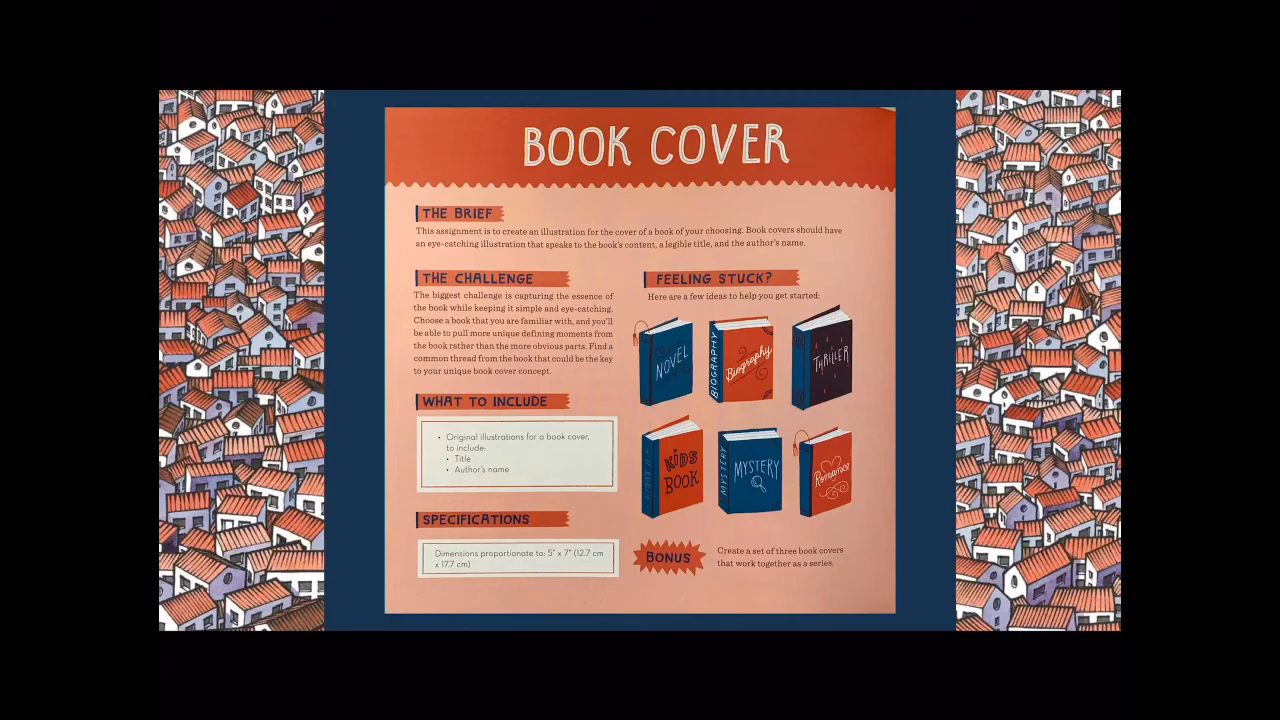 BOOK COVER
THE BRIEF
This assignment is to create an illustration for the cover of a book of your choosing. Book covers should have
an eye-catching illustration that speaks to the book's content, a legible title, and the author's name.
THE CHALLENGE
The biggest challenge is capturing the essence of
the book while keeping it simple and eye-catching.
Choose a book that you are familiar with, and you'll
be able to pull more unique defining moments from
the book rather than the more obvious parts. Find a
common thread from the book that could be the key
to your unique book cover concept.
WHAT TO INCLUDE
• Original illustrations for a book cover,
to include:
• Title
• Author's name
SPECIFICATIONS
Dimensions proportionate to: 5" x 7" (12.7 cm
x 17.7 cm)
FEELING STUCK?
Here are a few ideas to help you get started:
NOVEL
BIOGRAPHY
Biography
THRILLER
KIDS
BOOK
MYSTERY
MYSTERY
Romance
BONUS
Create a set of three book covers
that work together as a series.